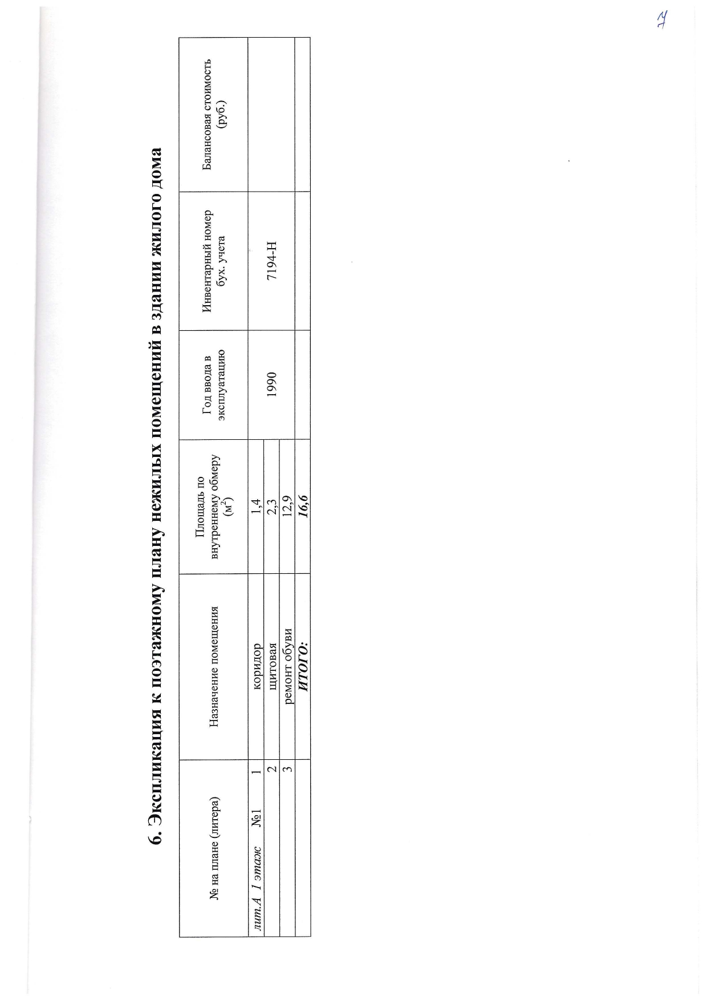 7
6. Экспликация к поэтажному плану нежилых помещений в здании жилого дома
№ на плане (литера)
Назначение помещения
Площадь по
внутреннему обмеру
(м²)
Год ввода в
эксплуатацию
Инвентарный номер
бух. учета
Балансовая стоимость
(руб.)
лит.А 1 этаж №1 1 коридор 1,4
2 щитовая 2,3 1990 7194-Н
3 ремонт обуви 12,9
ИТОГО: 16,6